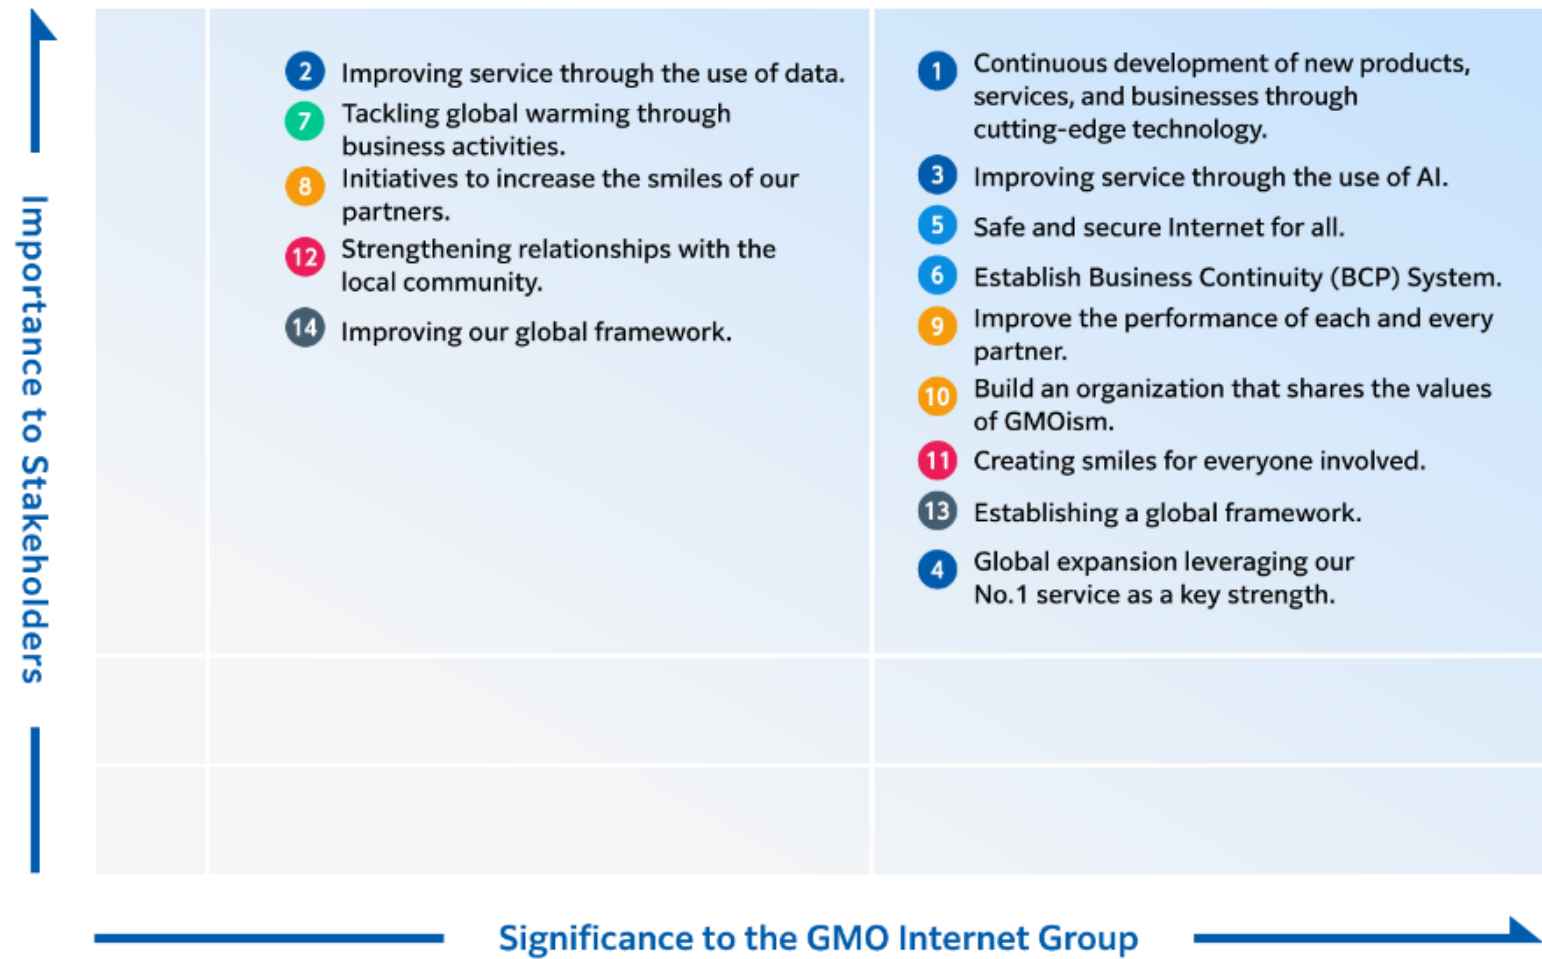 Importance to Stakeholders
2 Improving service through the use of data.
7 Tackling global warming through
business activities.
8 Initiatives to increase the smiles of our
partners.
12 Strengthening relationships with the
local community.
14 Improving our global framework.
1 Continuous development of new products,
services, and businesses through
cutting-edge technology.
3 Improving service through the use of AI.
5 Safe and secure Internet for all.
6 Establish Business Continuity (BCP) System.
9 Improve the performance of each and every
partner.
10 Build an organization that shares the values
of GMOism.
11 Creating smiles for everyone involved.
13 Establishing a global framework.
4 Global expansion leveraging our
No.1 service as a key strength.
Significance to the GMO Internet Group